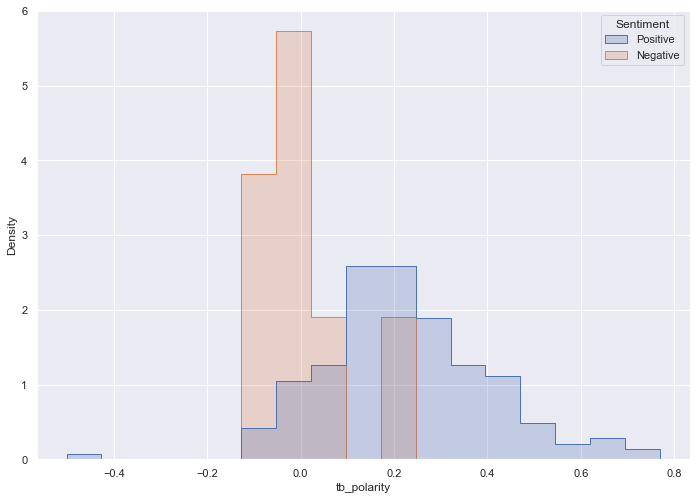 Sentiment
Positive
Negative
6
5
4
3
2
1
0
Density
−0.4
−0.2
0.0
0.2
0.4
0.6
0.8
tb_polarity